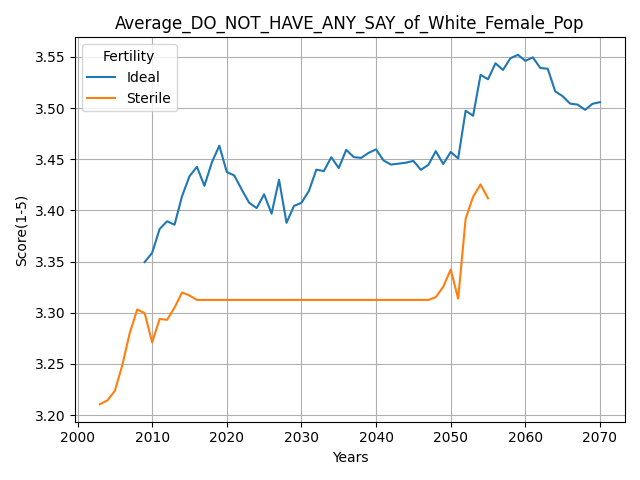 Average_DO_NOT_HAVE_ANY_SAY_of_White_Female_Pop
Fertility
Ideal
Sterile
Score(1-5)
3.55
3.50
3.45
3.40
3.35
3.30
3.25
3.20
2000 2010 2020 2030 2040 2050 2060 2070
Years